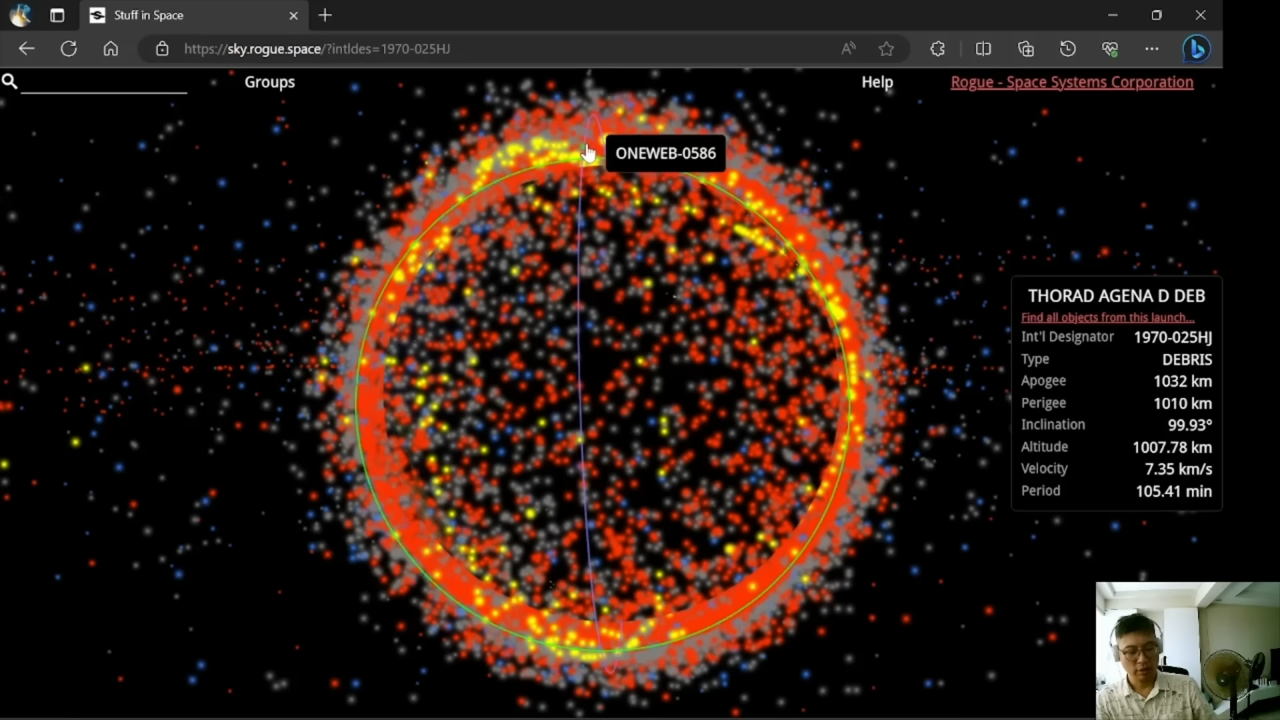 Stuff in Space
https://sky.rogue.space/?intldes=1970-025HJ
Groups
Help
Rogue - Space Systems Corporation
ONEWEB-0586
THORAD AGENA D DEB
Find all objects from this launch...
Int'l Designator 1970-025HJ
Type DEBRIS
Apogee 1032 km
Perigee 1010 km
Inclination 99.93°
Altitude 1007.78 km
Velocity 7.35 km/s
Period 105.41 min